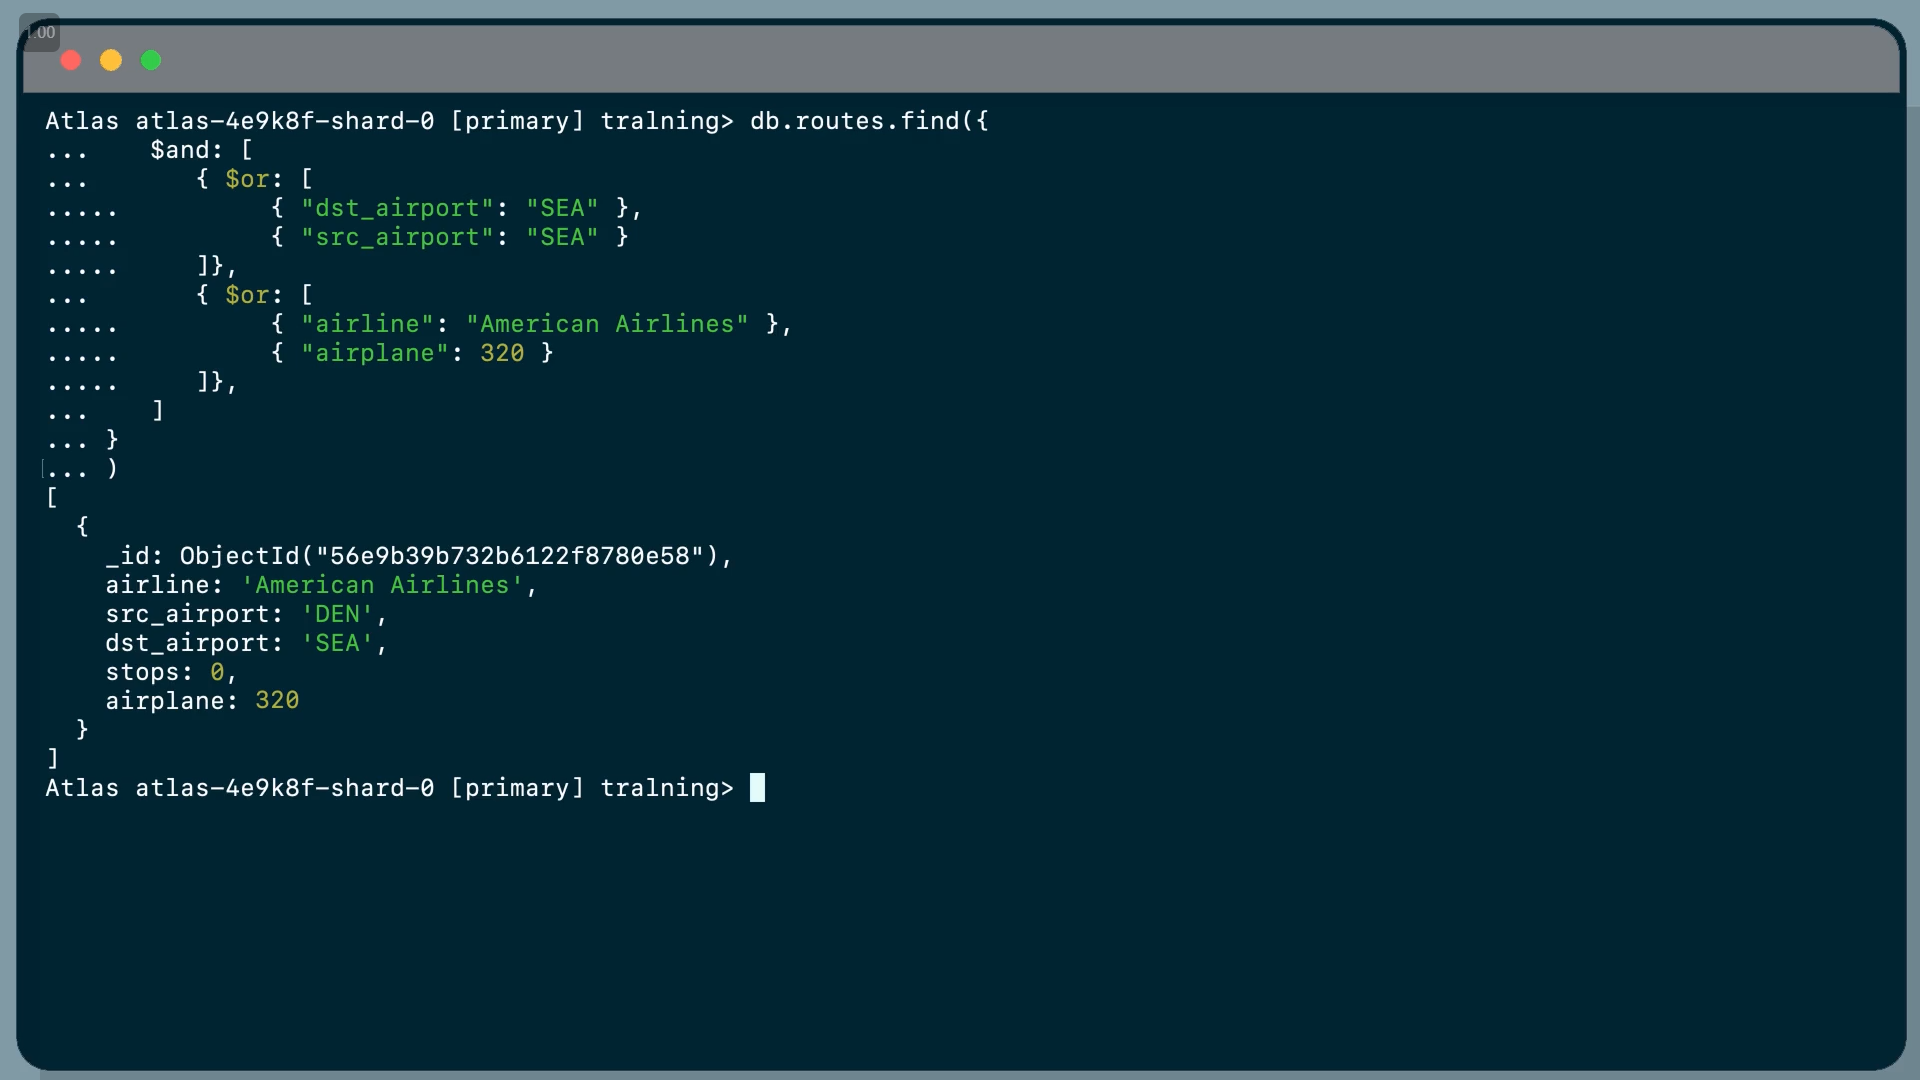 1.00
Atlas atlas-4e9k8f-shard-0 [primary] tralning> db.routes.find({
...    $and: [
...       { $or: [
.....          { "dst_airport": "SEA" },
.....          { "src_airport": "SEA" }
.....     ]},
...       { $or: [
.....          { "airline": "American Airlines" },
.....          { "airplane": 320 }
.....     ]},
...    ]
... }
[... )
[
  {
    _id: ObjectId("56e9b39b732b6122f8780e58"),
    airline: 'American Airlines',
    src_airport: 'DEN',
    dst_airport: 'SEA',
    stops: 0,
    airplane: 320
  }
]
Atlas atlas-4e9k8f-shard-0 [primary] tralning>